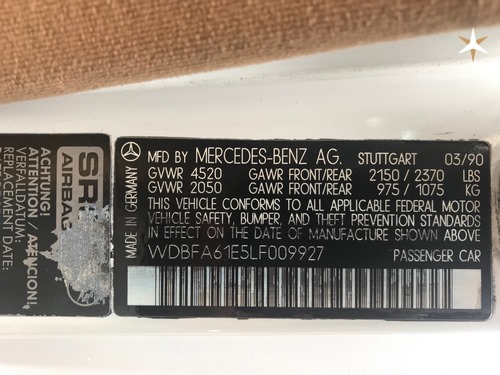 ACHTUNG!
ATTENTION /
¡ATENCION!
VERFALLDATUM:
REPLACEMENT DATE:
AIRBAG
MADE IN GERMANY
MFD BY MERCEDES-BENZ AG. STUTTGART 03/90
GVWR 4520 GAWR FRONT/REAR 2150 / 2370 LBS
GVWR 2050 GAWR FRONT/REAR 975 / 1075 KG
THIS VEHICLE CONFORMS TO ALL APPLICABLE FEDERAL MOTOR
VEHICLE SAFETY, BUMPER, AND THEFT PREVENTION STANDARDS
IN EFFECT ON THE DATE OF MANUFACTURE SHOWN ABOVE.
WDBFA61E5LF009927 PASSENGER CAR